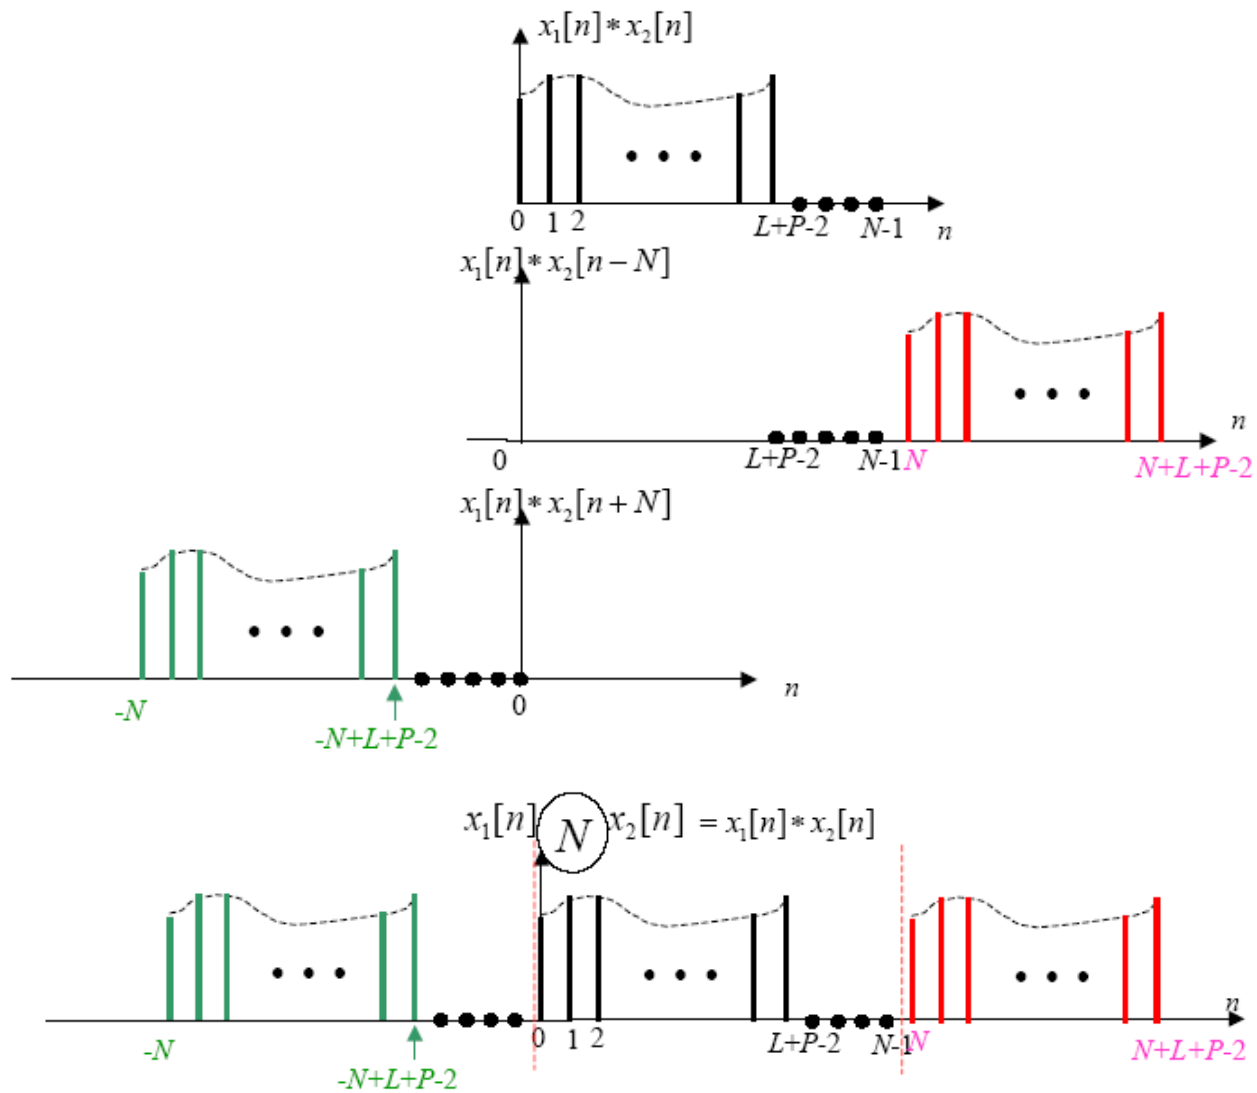 x₁[n]∗x₂[n]
0 1 2 L+P-2 N-1 n
x₁[n]∗x₂[n−N]
n
0 L+P-2 N-1 N N+L+P-2
x₁[n]∗x₂[n+N]
n
-N 0
-N+L+P-2
x₁[n] N x₂[n] = x₁[n]∗x₂[n]
n
-N 0 1 2 L+P-2 N-1 N N+L+P-2
-N+L+P-2